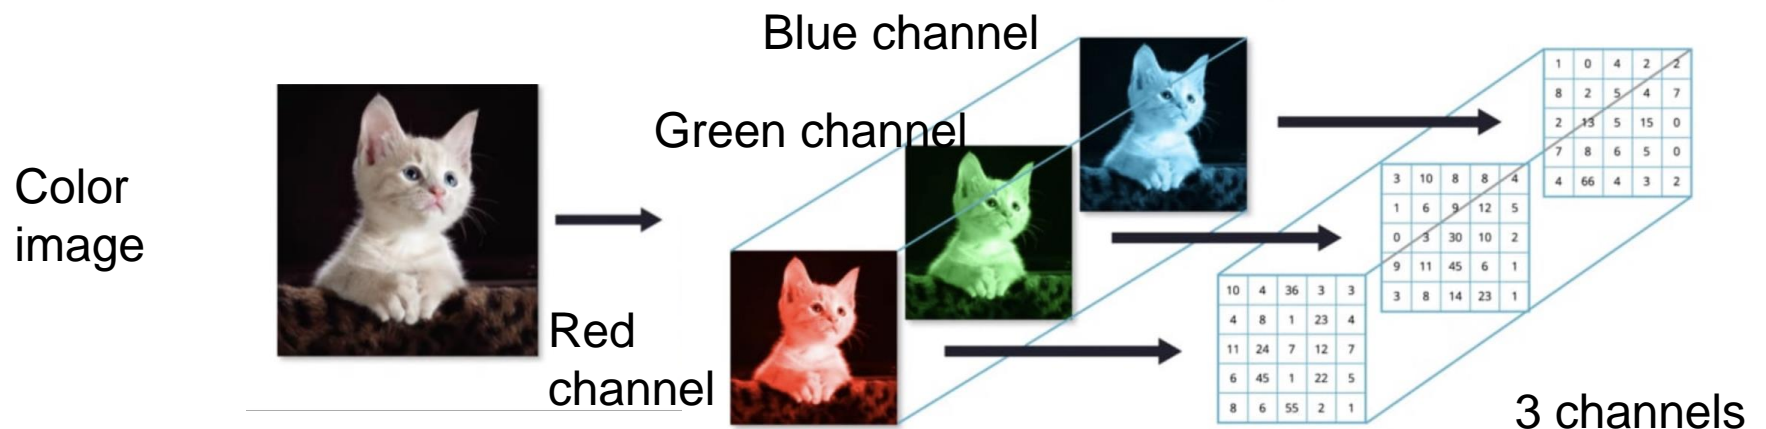 Color
image
Red
channel
Green channel
Blue channel
10 4 36 3 3
4 8 1 23 4
11 24 7 12 7
6 45 1 22 5
8 6 55 2 1
3 10 8 8 4
1 6 9 12 5
0 3 30 10 2
9 11 45 6 1
3 8 14 23 1
1 0 4 2 2
8 2 5 4 7
2 13 5 15 0
7 8 6 5 0
4 66 4 3 2
3 channels